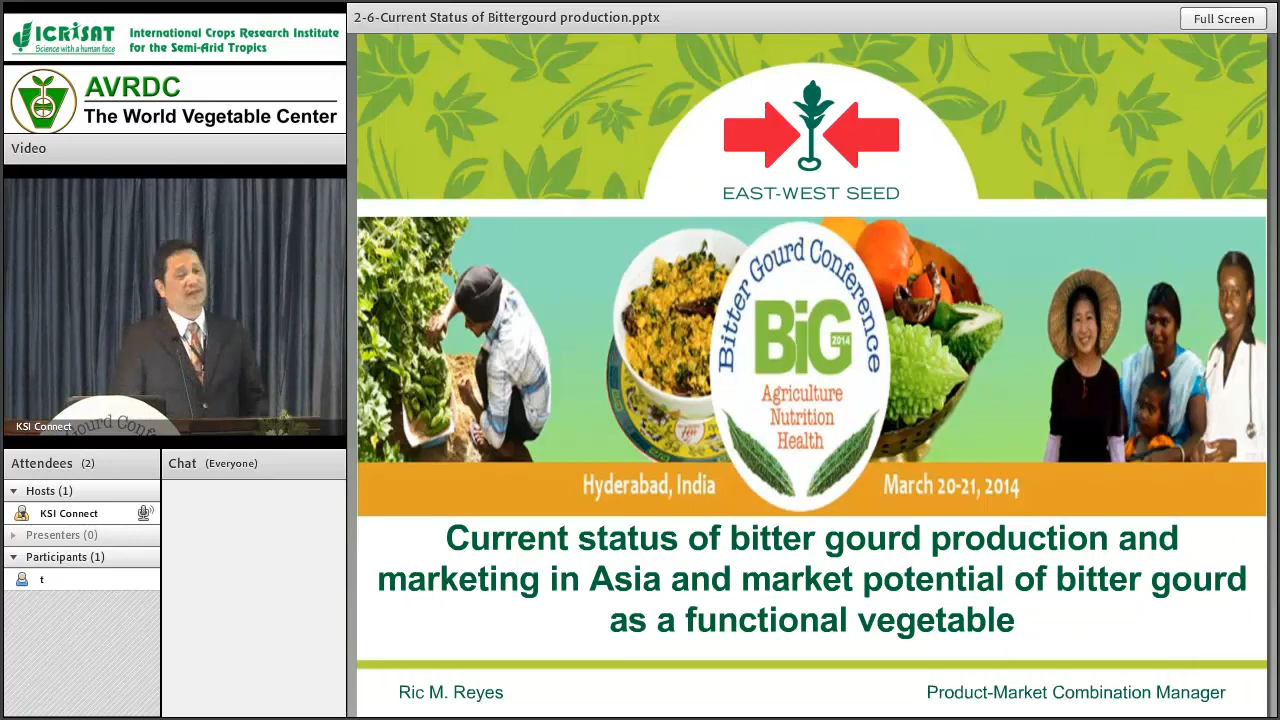 ICRISAT
Science with a human face
International Crops Research Institute
for the Semi-Arid Tropics
AVRDC
The World Vegetable Center
Video
KSI Connect
Gourd Confe
Attendees (2)
Hosts (1)
KSI Connect
Presenters (0)
Participants (1)
t
Chat (Everyone)
2-6-Current Status of Bittergourd production.pptx
Full Screen
EAST-WEST SEED
Bitter Gourd Conference
BiG
2014
Agriculture
Nutrition
Health
Hyderabad, India
March 20-21, 2014
Current status of bitter gourd production and
marketing in Asia and market potential of bitter gourd
as a functional vegetable
Ric M. Reyes
Product-Market Combination Manager